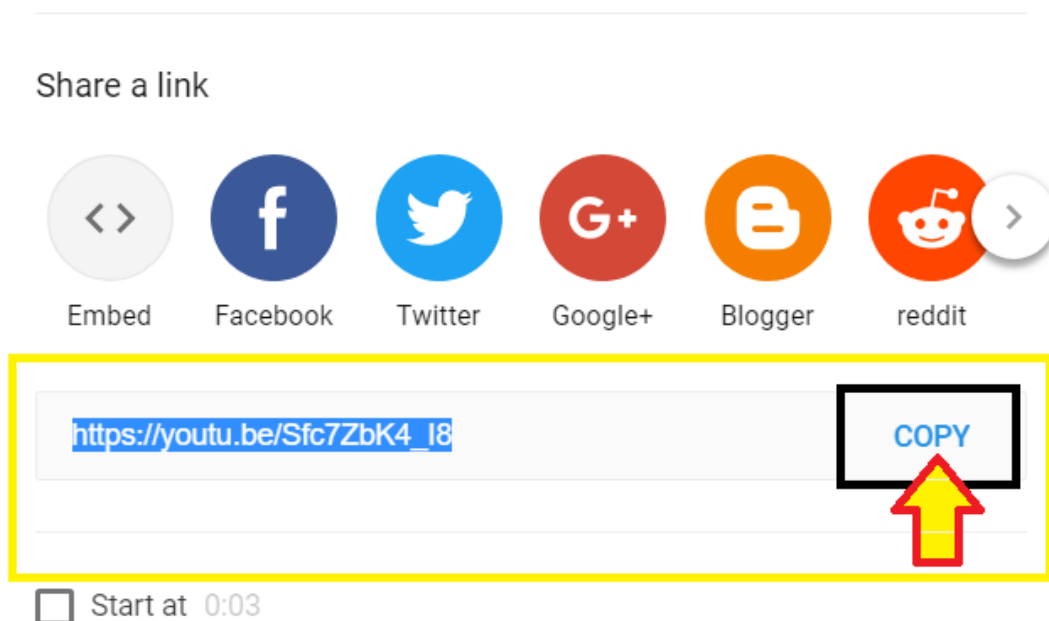 Share a link
Embed Facebook Twitter Google+ Blogger reddit
https://youtu.be/Sfc7ZbK4_I8 COPY
Start at 0:03